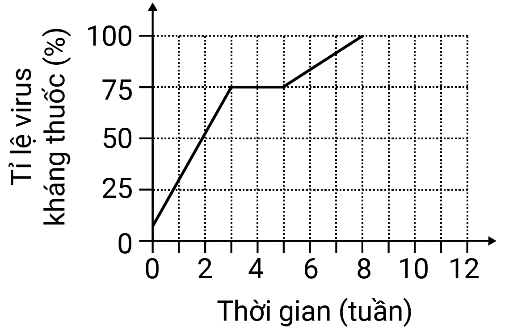 Tỉ lệ virus
kháng thuốc (%)
100
75
50
25
0
0 2 4 6 8 10 12
Thời gian (tuần)